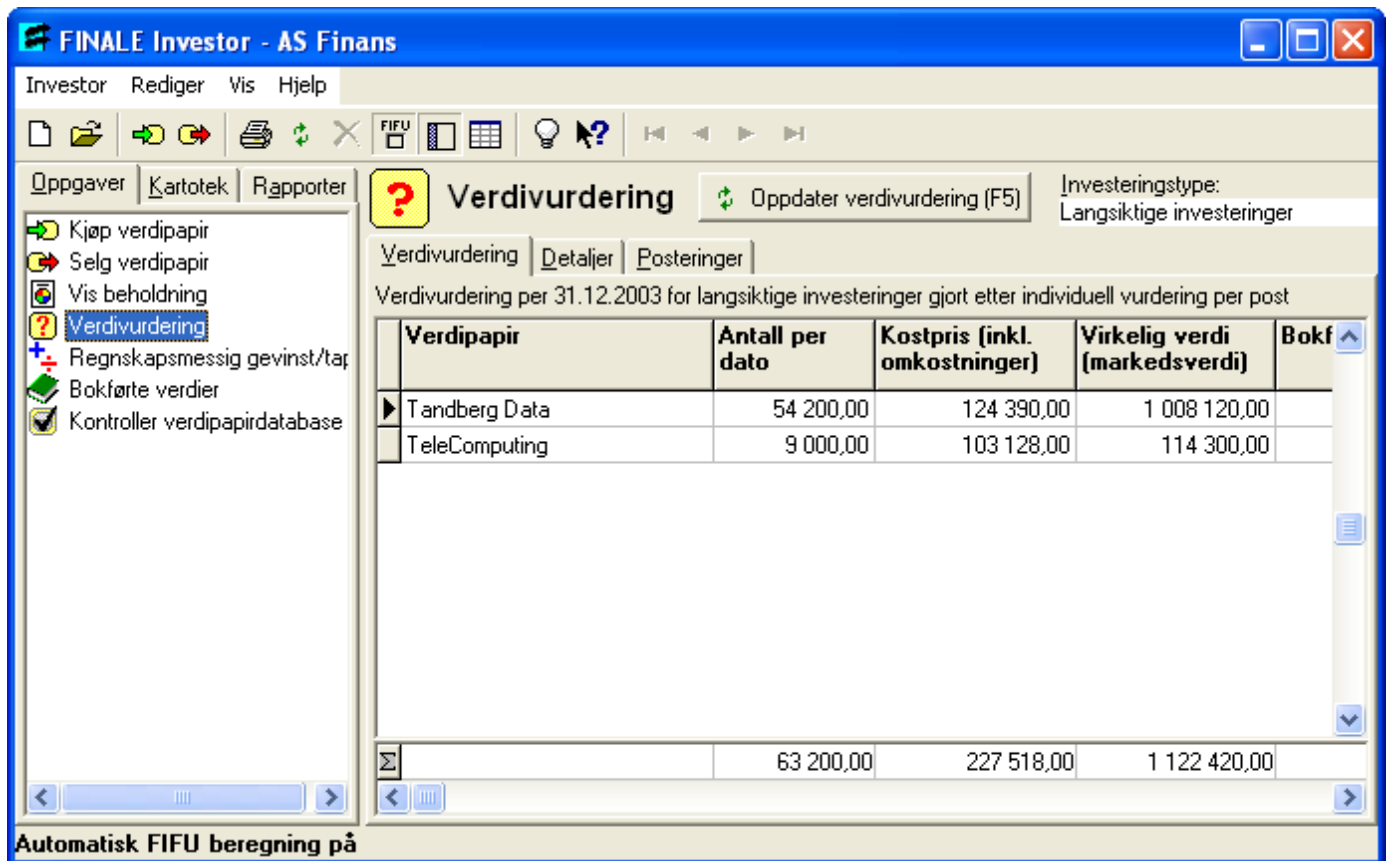 FINALE Investor - AS Finans
Investor Rediger Vis Hjelp
FIFU
Oppgaver Kartotek Rapporter
Kjøp verdipapir
Selg verdipapir
Vis beholdning
Verdivurdering
Regnskapsmessig gevinst/tap
Bokførte verdier
Kontroller verdipapirdatabase
Verdivurdering
Oppdater verdivurdering (F5)
Investeringstype:
Langsiktige investeringer
Verdivurdering Detaljer Posteringer
Verdivurdering per 31.12.2003 for langsiktige investeringer gjort etter individuell vurdering per post
Verdipapir Antall per dato Kostpris (inkl. omkostninger) Virkelig verdi (markedsverdi) Bokf
Tandberg Data 54 200,00 124 390,00 1 008 120,00
TeleComputing 9 000,00 103 128,00 114 300,00
Σ 63 200,00 227 518,00 1 122 420,00
Automatisk FIFU beregning på